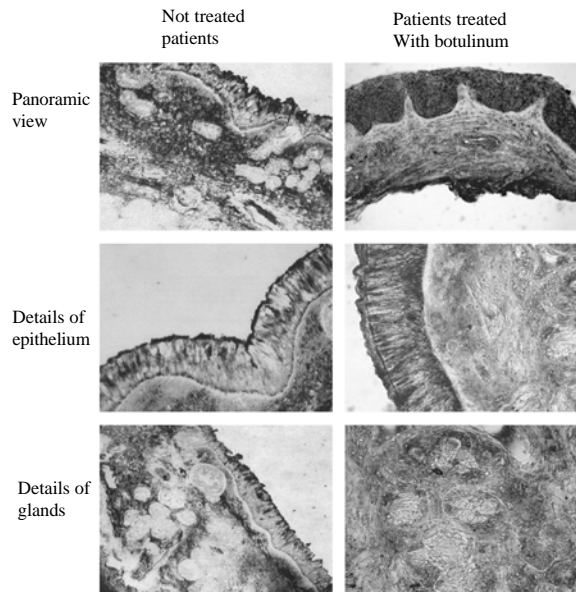 Not treated
patients
Patients treated
With botulinum
Panoramic
view
Details of
epithelium
Details of
glands